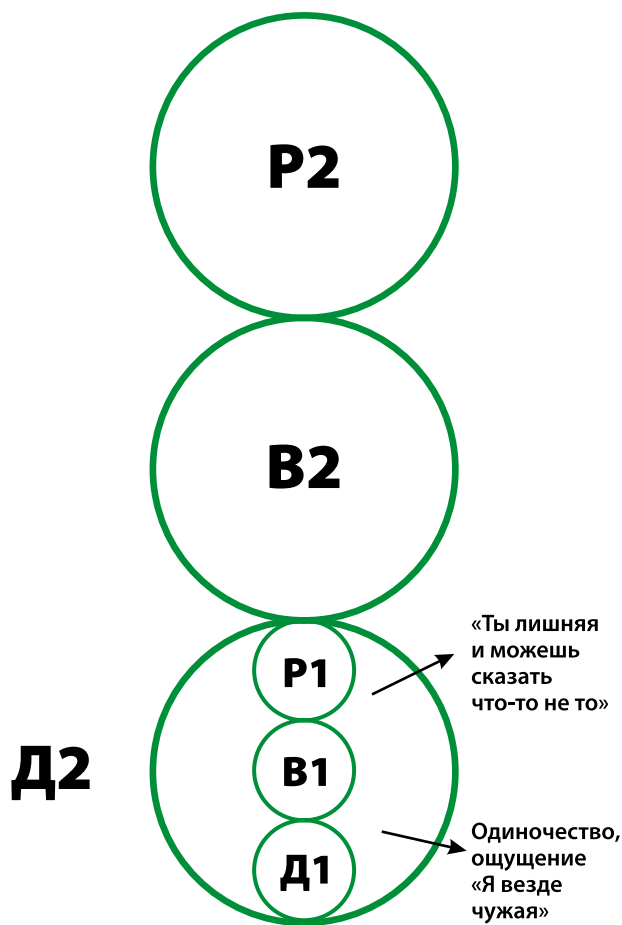 Р2
В2
Р1
«Ты лишняя
и можешь
сказать
что-то не то»
Д2
В1
Д1
Одиночество,
ощущение
«Я везде
чужая»